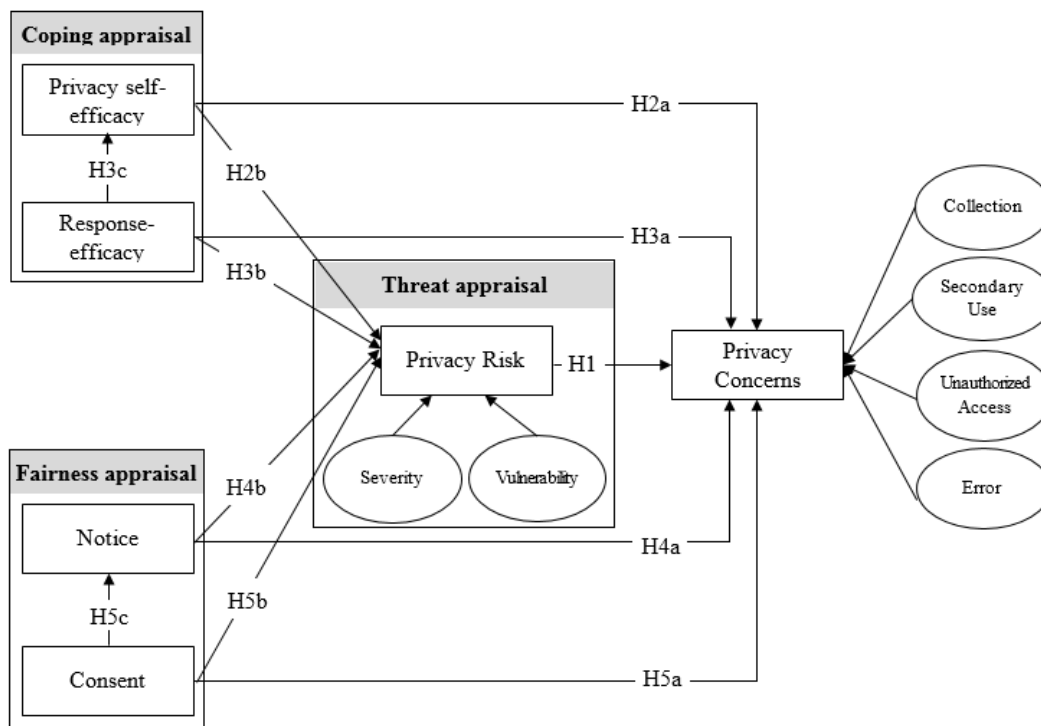 Coping appraisal
Privacy self-
efficacy
H3c
Response-
efficacy
H2a
H2b
H3a
H3b
Threat appraisal
Privacy Risk
H1
Severity
Vulnerability
Privacy
Concerns
Collection
Secondary
Use
Unauthorized
Access
Error
Fairness appraisal
Notice
H5c
Consent
H4b
H4a
H5b
H5a